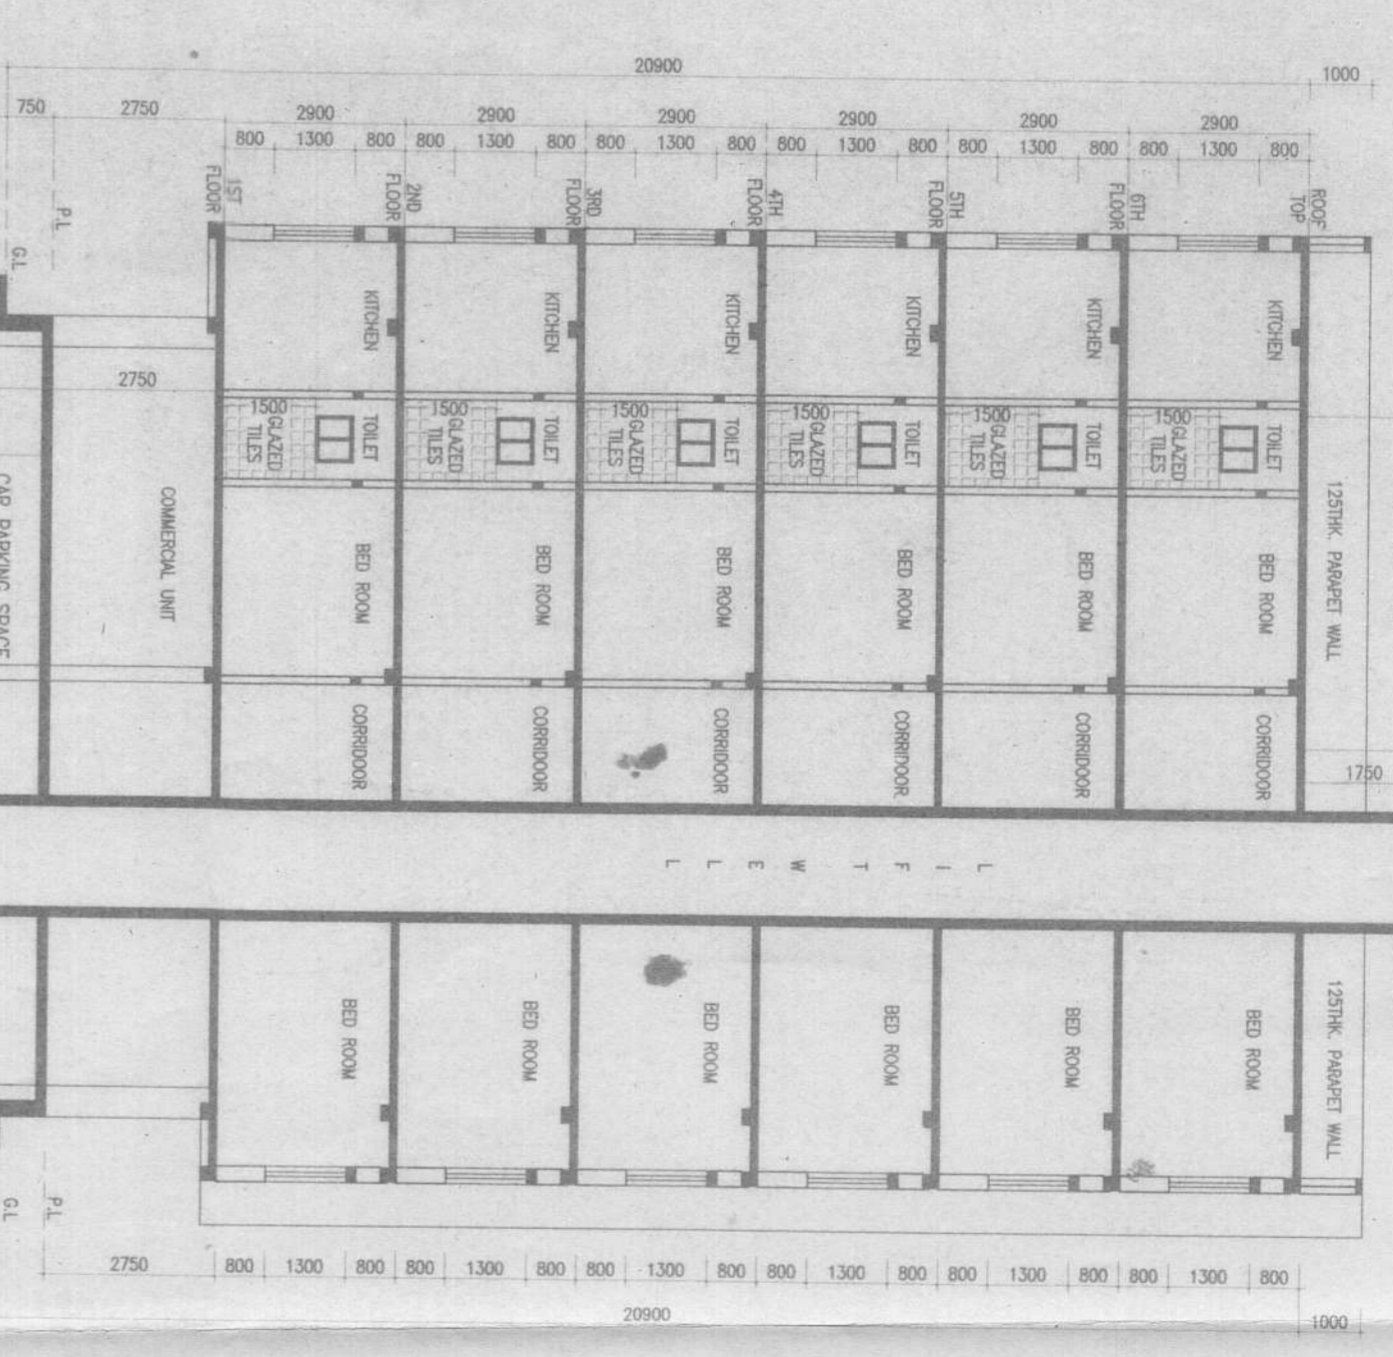 20900
1000
750
2750
2900
2900
2900
2900
2900
2900
800
1300
800
800
1300
800
800
1300
800
800
1300
800
800
1300
800
800
1300
800
1ST
FLOOR
2ND
FLOOR
3RD
FLOOR
4TH
FLOOR
5TH
FLOOR
6TH
FLOOR
ROOF
TOP
P.L
G.L
KITCHEN
KITCHEN
KITCHEN
KITCHEN
KITCHEN
KITCHEN
2750
1500
GLAZED
TILES
TOILET
1500
GLAZED
TILES
TOILET
1500
GLAZED
TILES
TOILET
1500
GLAZED
TILES
TOILET
1500
GLAZED
TILES
TOILET
1500
GLAZED
TILES
TOILET
CAR PARKING SPACE
COMMERCIAL UNIT
BED ROOM
BED ROOM
BED ROOM
BED ROOM
BED ROOM
BED ROOM
125THK. PARAPET WALL
CORRIDOOR
CORRIDOOR
CORRIDOOR
CORRIDOOR
CORRIDOOR
CORRIDOOR
1750
LIFT WELL
BED ROOM
BED ROOM
BED ROOM
BED ROOM
BED ROOM
BED ROOM
125THK. PARAPET WALL
P.L
G.L
2750
800
1300
800
800
1300
800
800
1300
800
800
1300
800
800
1300
800
800
1300
800
20900
1000